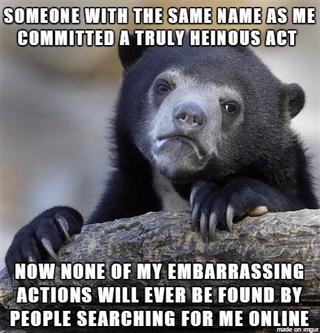 SOMEONE WITH THE SAME NAME AS ME
COMMITTED A TRULY HEINOUS ACT
NOW NONE OF MY EMBARRASSING
ACTIONS WILL EVER BE FOUND BY
PEOPLE SEARCHING FOR ME ONLINE
made on imgur